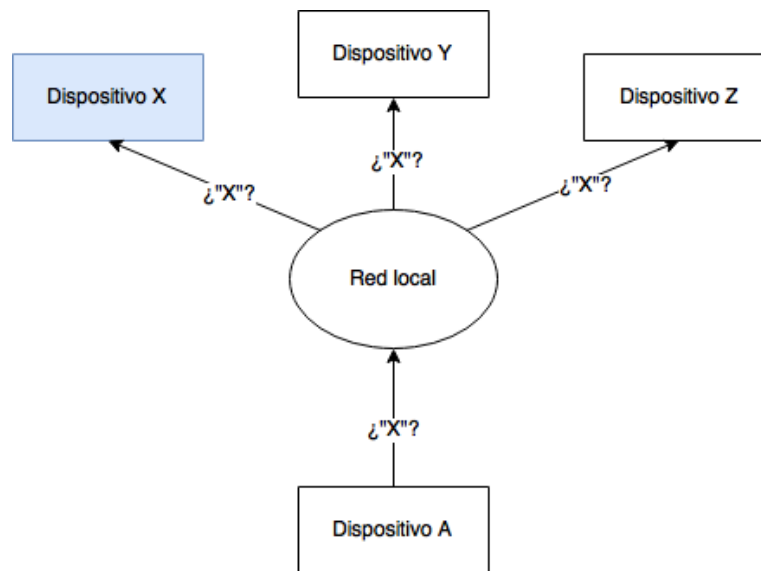 Dispositivo Y
Dispositivo X
Dispositivo Z
¿"X"?
¿"X"?
¿"X"?
Red local
¿"X"?
Dispositivo A